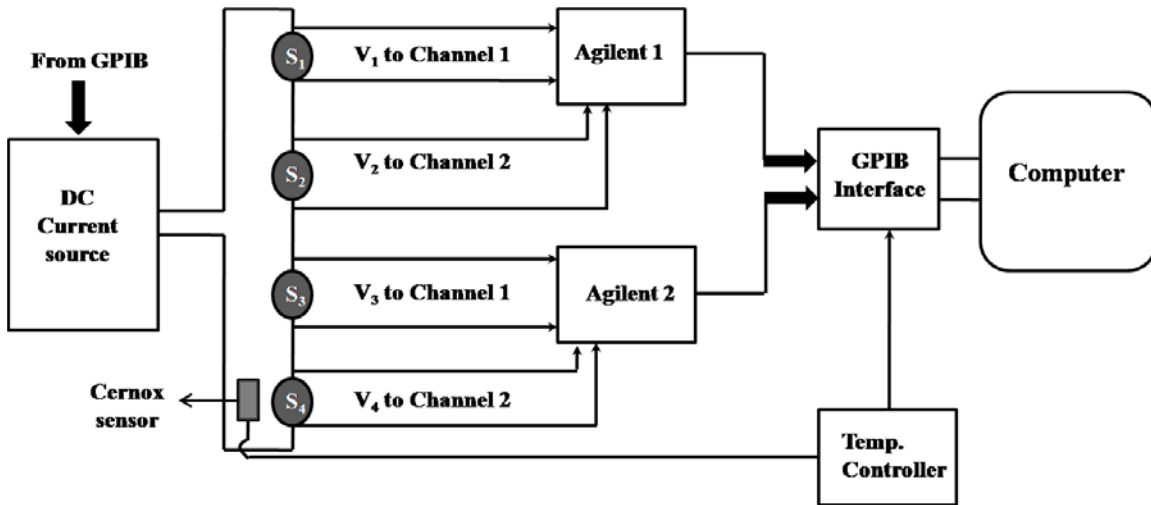 From GPIB
DC
Current
source
S₁
S₂
S₃
S₄
V₁ to Channel 1
V₂ to Channel 2
V₃ to Channel 1
V₄ to Channel 2
Agilent 1
Agilent 2
GPIB
Interface
Computer
Cernox
sensor
Temp.
Controller